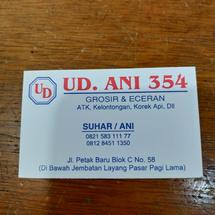 UD
UD. ANI 354
GROSIR & ECERAN
ATK, Kelontongan, Korek Api, Dll
SUHAR / ANI
0821 583 111 77
0812 8451 1350
Jl. Petak Baru Blok C No. 58
(Di Bawah Jembatan Layang Pasar Pagi Lama)